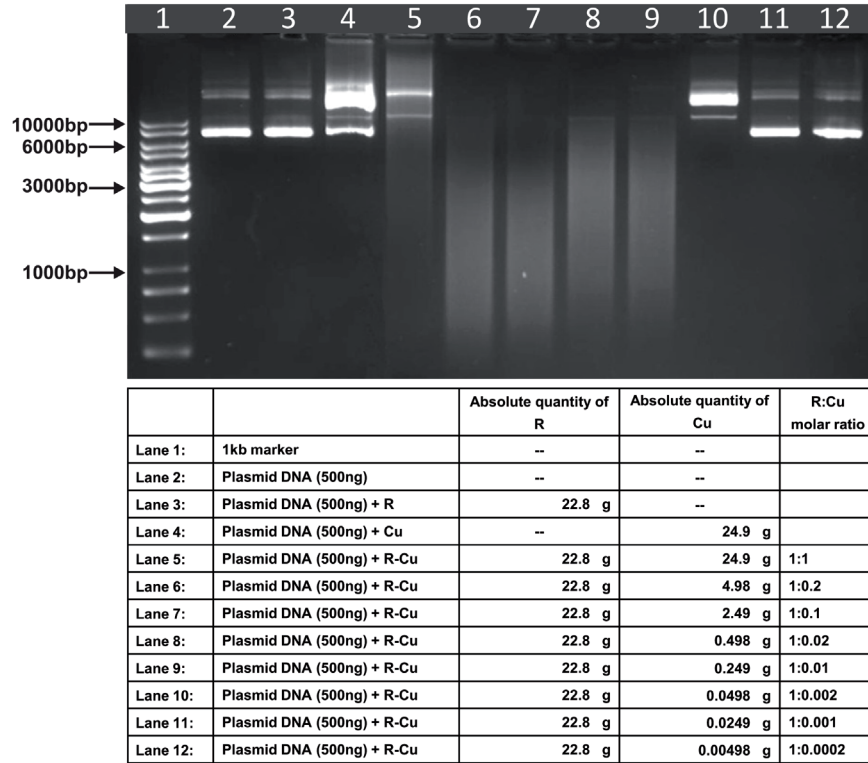 1 2 3 4 5 6 7 8 9 10 11 12
10000bp
6000bp
3000bp
1000bp
Absolute quantity of R Absolute quantity of Cu R:Cu molar ratio
Lane 1: 1kb marker -- --
Lane 2: Plasmid DNA (500ng) -- --
Lane 3: Plasmid DNA (500ng) + R 22.8 g --
Lane 4: Plasmid DNA (500ng) + Cu -- 24.9 g
Lane 5: Plasmid DNA (500ng) + R-Cu 22.8 g 24.9 g 1:1
Lane 6: Plasmid DNA (500ng) + R-Cu 22.8 g 4.98 g 1:0.2
Lane 7: Plasmid DNA (500ng) + R-Cu 22.8 g 2.49 g 1:0.1
Lane 8: Plasmid DNA (500ng) + R-Cu 22.8 g 0.498 g 1:0.02
Lane 9: Plasmid DNA (500ng) + R-Cu 22.8 g 0.249 g 1:0.01
Lane 10: Plasmid DNA (500ng) + R-Cu 22.8 g 0.0498 g 1:0.002
Lane 11: Plasmid DNA (500ng) + R-Cu 22.8 g 0.0249 g 1:0.001
Lane 12: Plasmid DNA (500ng) + R-Cu 22.8 g 0.00498 g 1:0.0002